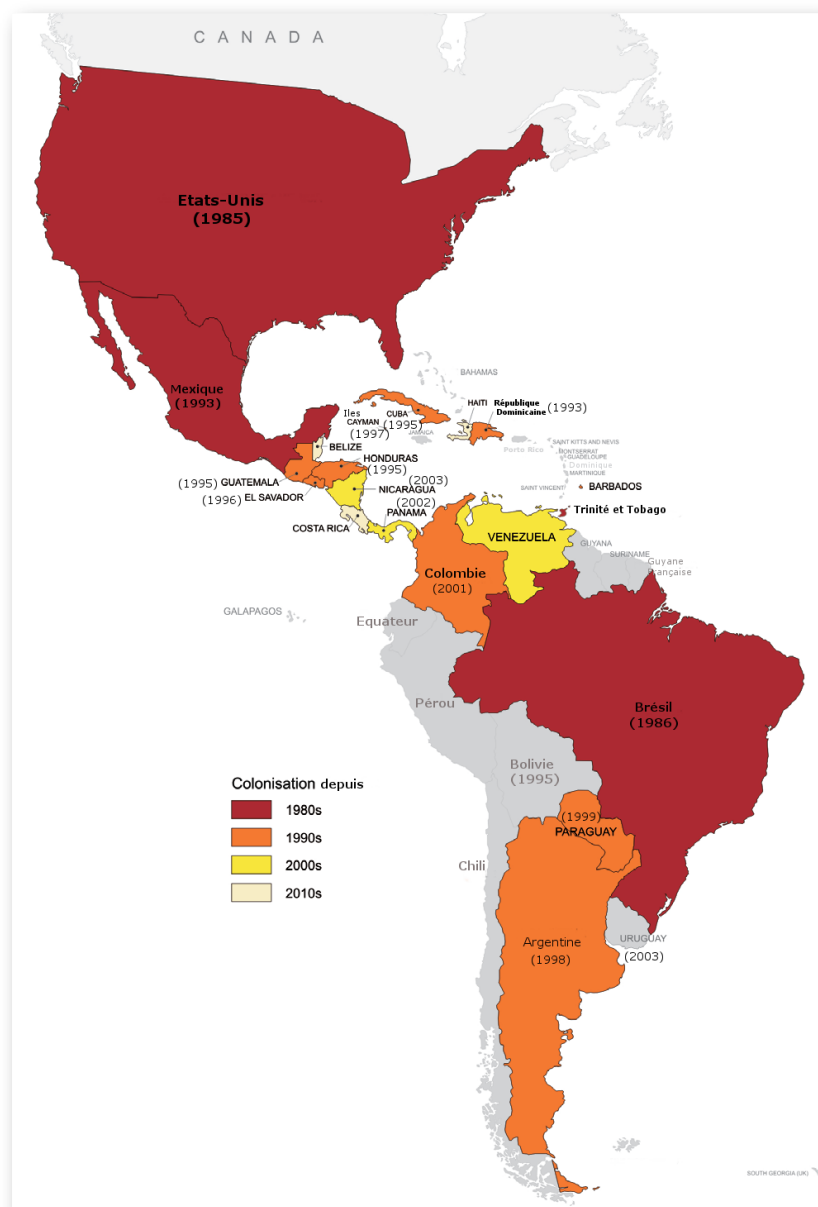 C A N A D A
Etats-Unis
(1985)
Mexique
(1993)
BAHAMAS
Iles
CAYMAN
(1997)
CUBA
(1995)
JAMAICA
HAITI
République
Dominicaine
(1993)
BELIZE
HONDURAS
(1995)
(1995) GUATEMALA
(1996) EL SAVADOR
(2003)
NICARAGUA
(2002)
PANAMA
COSTA RICA
Porto Rico
SAINT KITTS AND NEVIS
MONTSERRAT
GUADELOUPE
Dominique
MARTINIQUE
SAINT VINCENT
BARBADOS
Trinité et Tobago
VENEZUELA
GUYANA
SURINAME
Guyane
Française
Colombie
(2001)
GALAPAGOS
Equateur
Pérou
Brésil
(1986)
Bolivie
(1995)
(1999)
PARAGUAY
Chili
Argentine
(1998)
URUGUAY
(2003)
Colonisation depuis
1980s
1990s
2000s
2010s
SOUTH GEORGIA (UK)